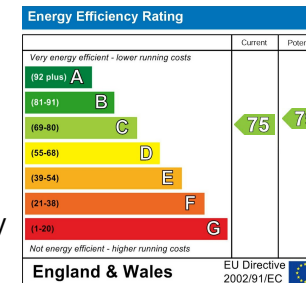 Energy Efficiency Rating
Current
Very energy efficient - lower running costs
(92 plus) A
(81-91) B
(69-80) C 75
(55-68) D
(39-54) E
(21-38) F
(1-20) G
Not energy efficient - higher running costs
England & Wales
EU Directive
2002/91/EC